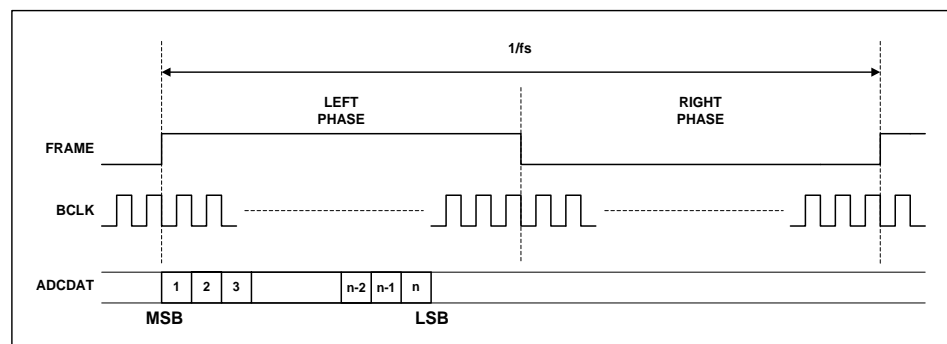 1/fs
LEFT
PHASE
RIGHT
PHASE
FRAME
BCLK
ADCDAT
1 2 3 n-2 n-1 n
MSB LSB